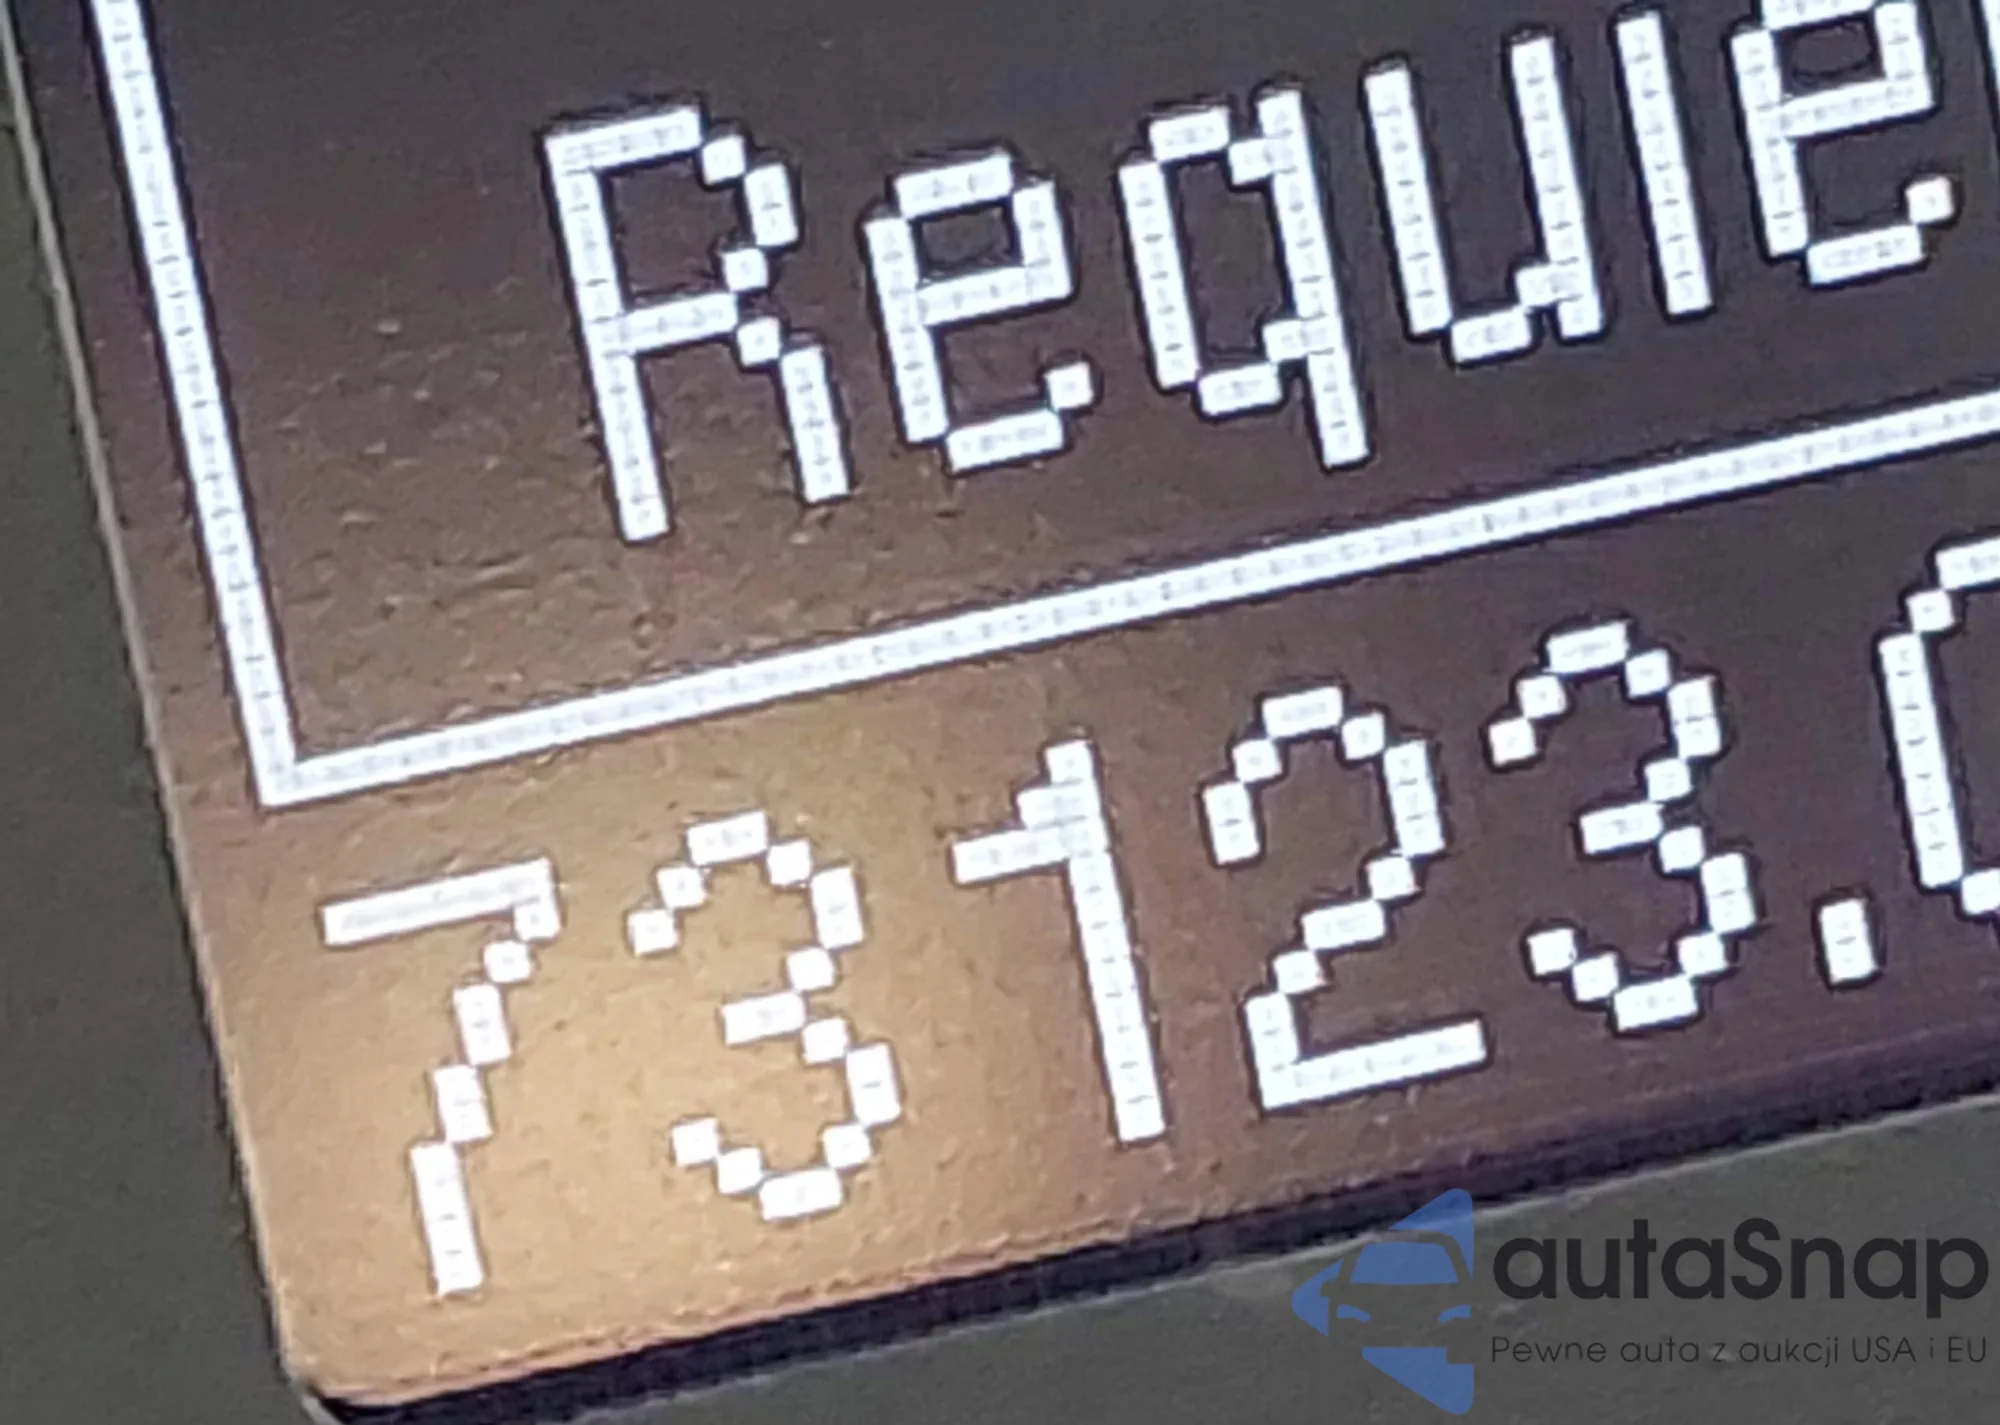 Requie
73123.
autaSnap
Pewne auta z aukcji USA i EU